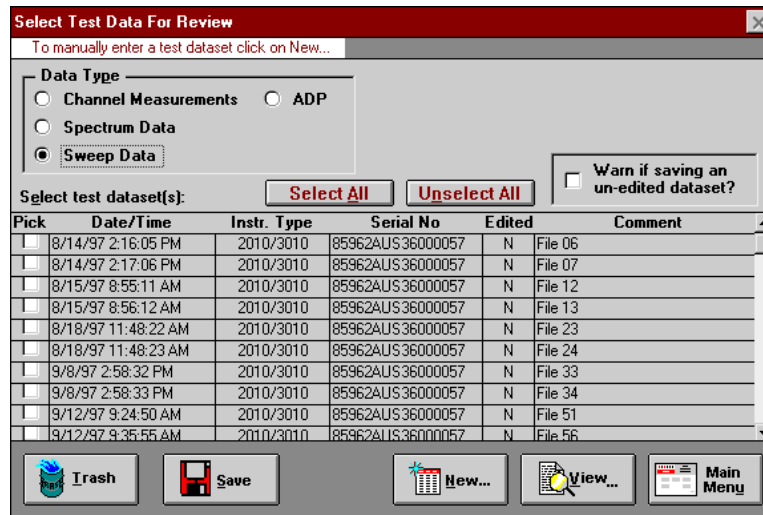 Select Test Data For Review
To manually enter a test dataset click on New...
Data Type
Channel Measurements ADP
Spectrum Data
Sweep Data
Warn if saving an
un-edited dataset?
Select test dataset(s): Select All Unselect All
Pick Date/Time Instr. Type Serial No Edited Comment
8/14/97 2:16:05 PM 2010/3010 85962AUS36000057 N File 06
8/14/97 2:17:06 PM 2010/3010 85962AUS36000057 N File 07
8/15/97 8:55:11 AM 2010/3010 85962AUS36000057 N File 12
8/15/97 8:56:12 AM 2010/3010 85962AUS36000057 N File 13
8/18/97 11:48:22 AM 2010/3010 85962AUS36000057 N File 23
8/18/97 11:48:23 AM 2010/3010 85962AUS36000057 N File 24
9/8/97 2:58:32 PM 2010/3010 85962AUS36000057 N File 33
9/8/97 2:58:33 PM 2010/3010 85962AUS36000057 N File 34
9/12/97 9:24:50 AM 2010/3010 85962AUS36000057 N File 51
9/12/97 9:35:55 AM 2010/3010 85962AUS36000057 N File 56
Trash Save New... View... Main
Menu